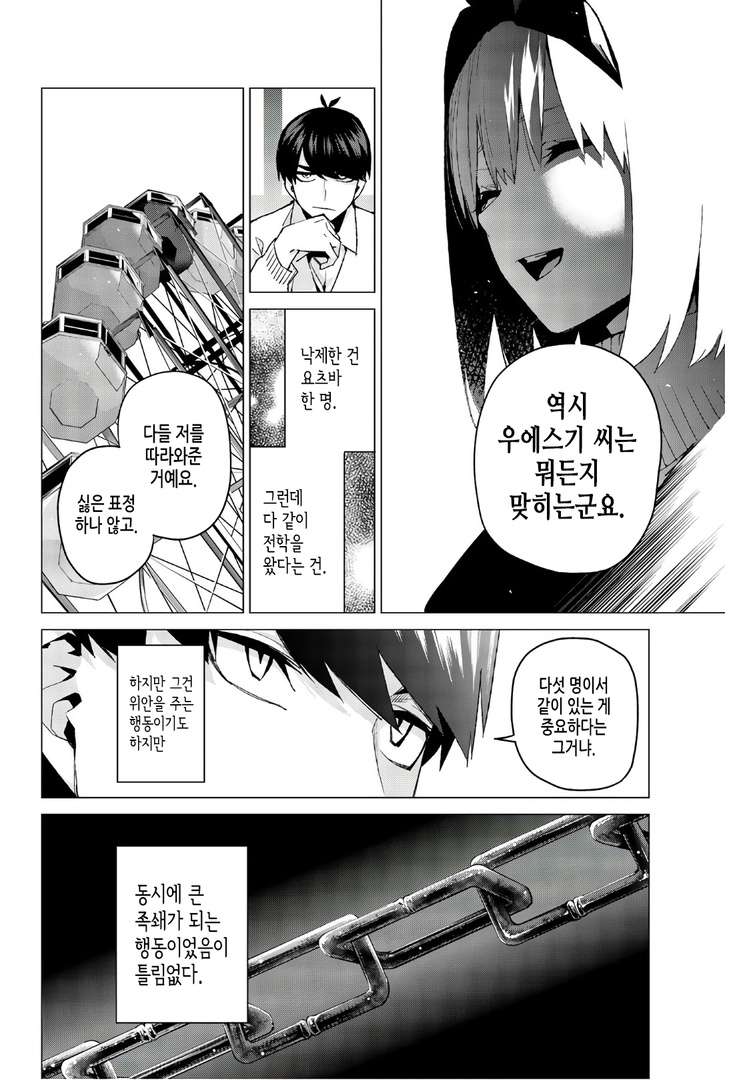 역시
우에스기 씨는
뭐든지
맞히는군요.
낙제한 건
요츠바
한 명.
그런데
다 같이
전학을
왔다는 건.
다들 저를
따라와준
거예요.
싫은 표정
하나 않고.
다섯 명이서
같이 있는 게
중요하다는
그거냐.
하지만 그건
위안을 주는
행동이기도
하지만
동시에 큰
족쇄가 되는
행동이었음이
틀림없다.